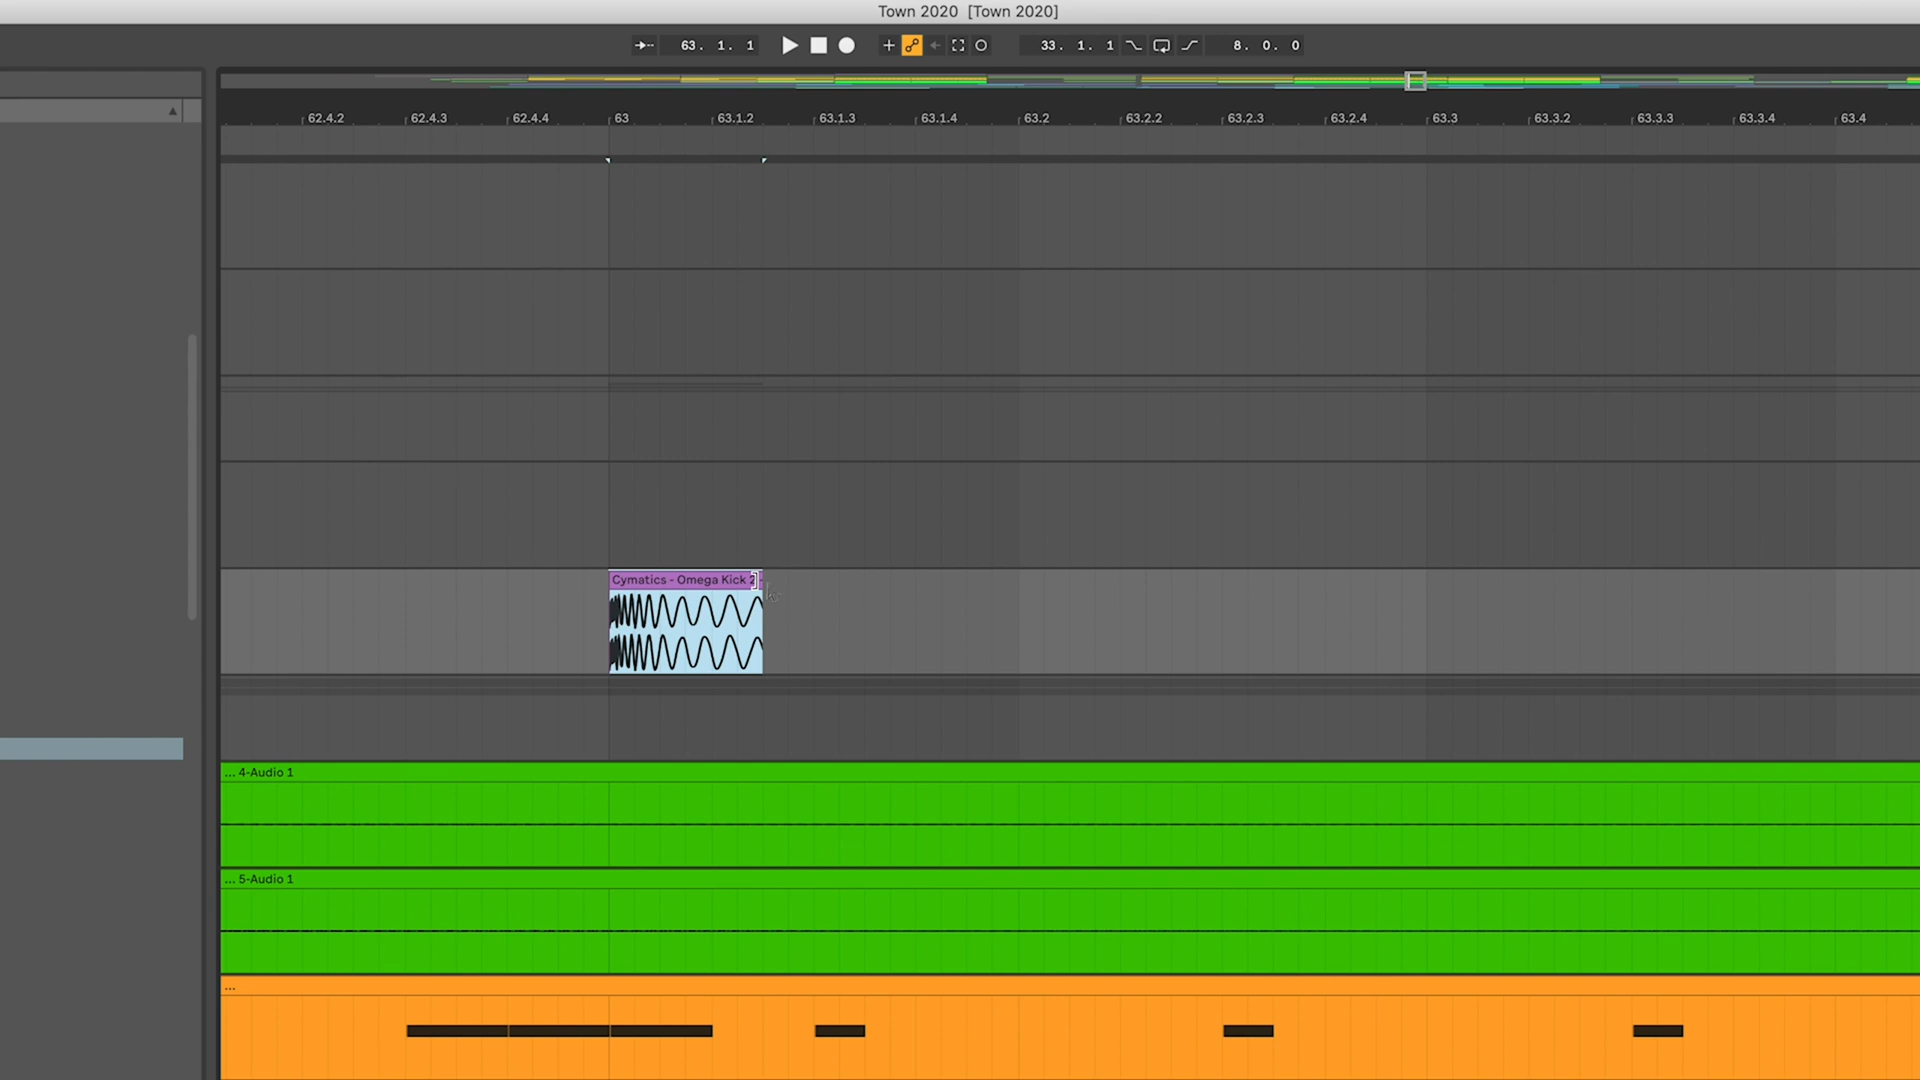 Town 2020 [Town 2020]
63. 1. 1
33. 1. 1
8. 0. 0
62.4.2 62.4.3 62.4.4 63 63.1.2 63.1.3 63.1.4 63.2 63.2.2 63.2.3 63.2.4 63.3 63.3.2 63.3.3 63.3.4 63.4
Cymatics - Omega Kick 2
... 4-Audio 1
... 5-Audio 1
...